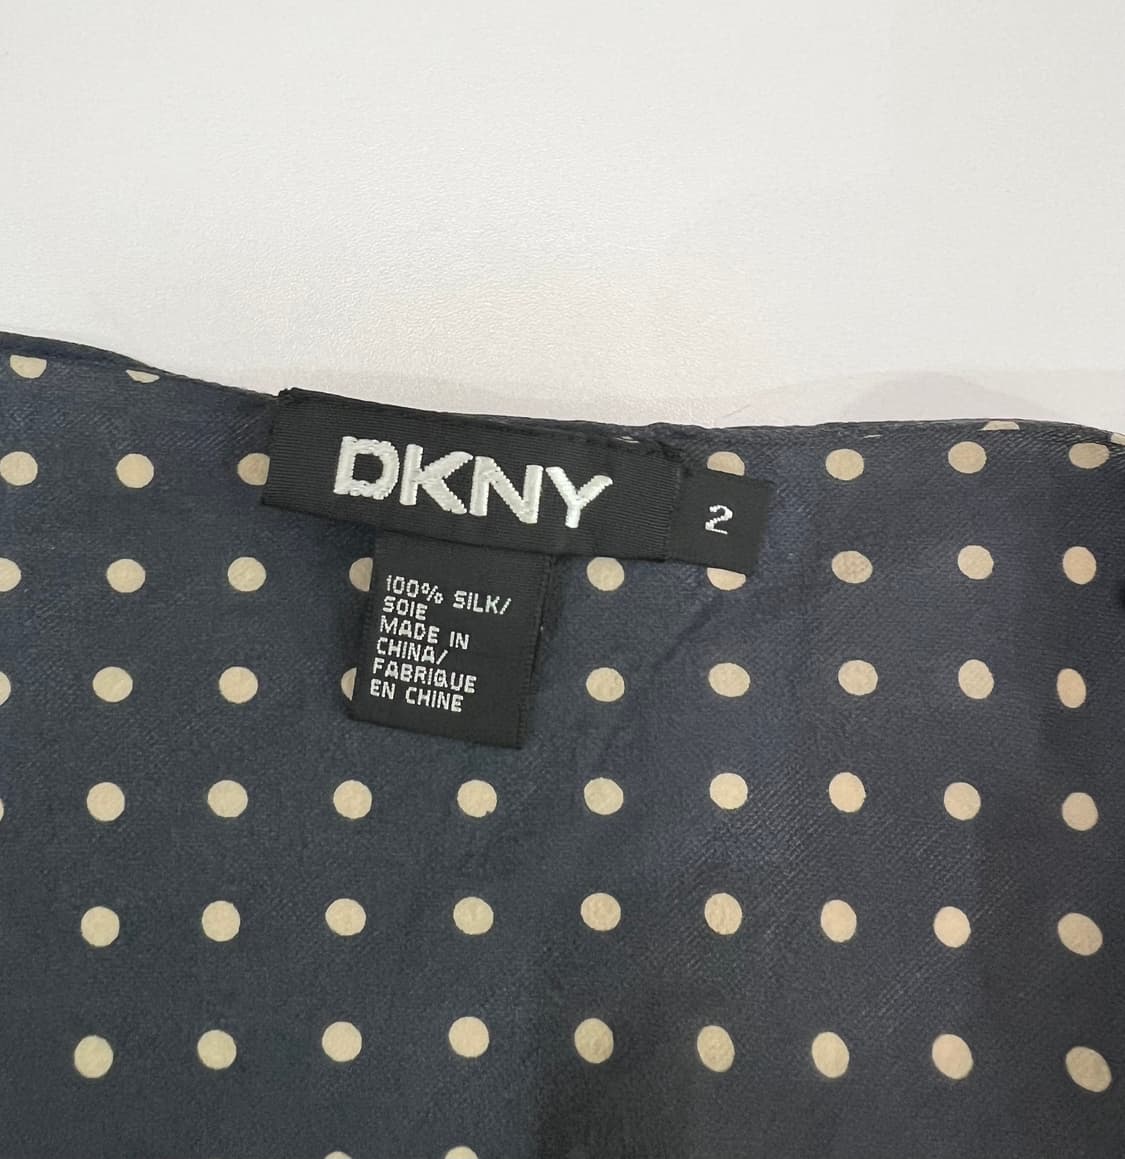 DKNY
2
100% SILK/
SOIE
MADE IN
CHINA/
FABRIQUE
EN CHINE